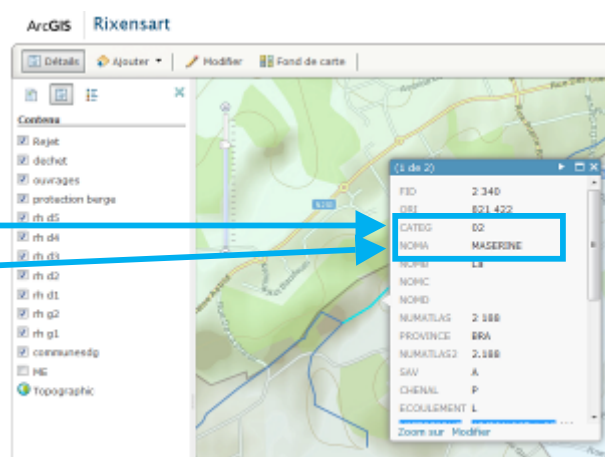 ArcGIS Rixensart
Détails Ajouter Modifier Fond de carte
Contenu
Rejet
dechet
ouvrages
protection berge
rh d5
rh d4
rh d3
rh d2
rh d1
rh g2
rh g1
communesdg
ME
Topographic
(1 de 2)
FID 2 340
ORI 621 422
CATEG 02
NOMA MASERINE
NOMB La
NOMC
NOMD
NUMATLAS 2 188
PROVINCE BRA
NUMATLAS2 2.188
SAV A
CHENAL P
ECOULEMENT L
Zoom sur Modifier